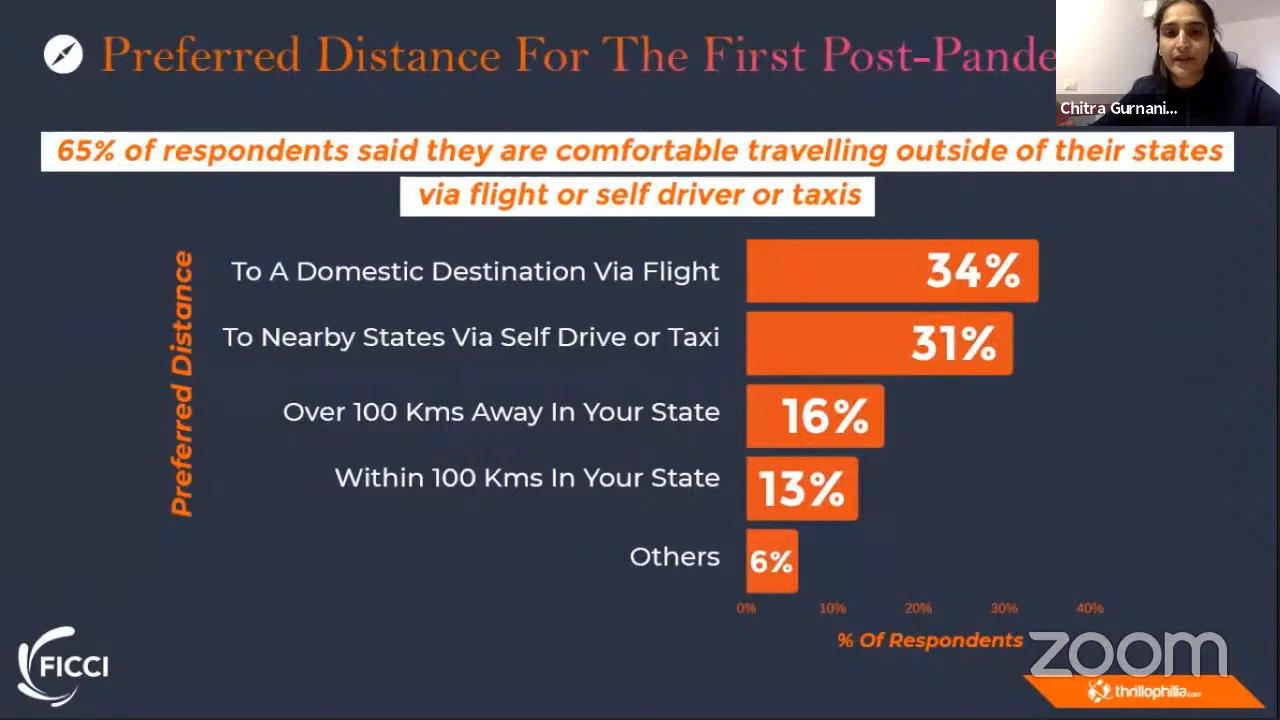 Preferred Distance For The First Post-Pande
Chitra Gurnani...
65% of respondents said they are comfortable travelling outside of their states
via flight or self driver or taxis
Preferred Distance
To A Domestic Destination Via Flight
34%
To Nearby States Via Self Drive or Taxi
31%
Over 100 Kms Away In Your State
16%
Within 100 Kms In Your State
13%
Others
6%
0% 10% 20% 30% 40%
% Of Respondents
zoom
FICCI
thrillophilia.com